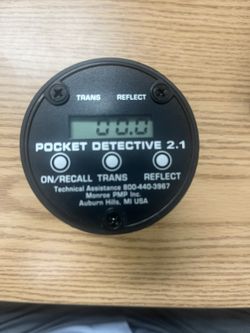 TRANS REFLECT
00.0
POCKET DETECTIVE 2.1
ON/RECALL TRANS REFLECT
Technical Assistance 800-440-3967
Monroe PMP Inc.
Auburn Hills, MI USA